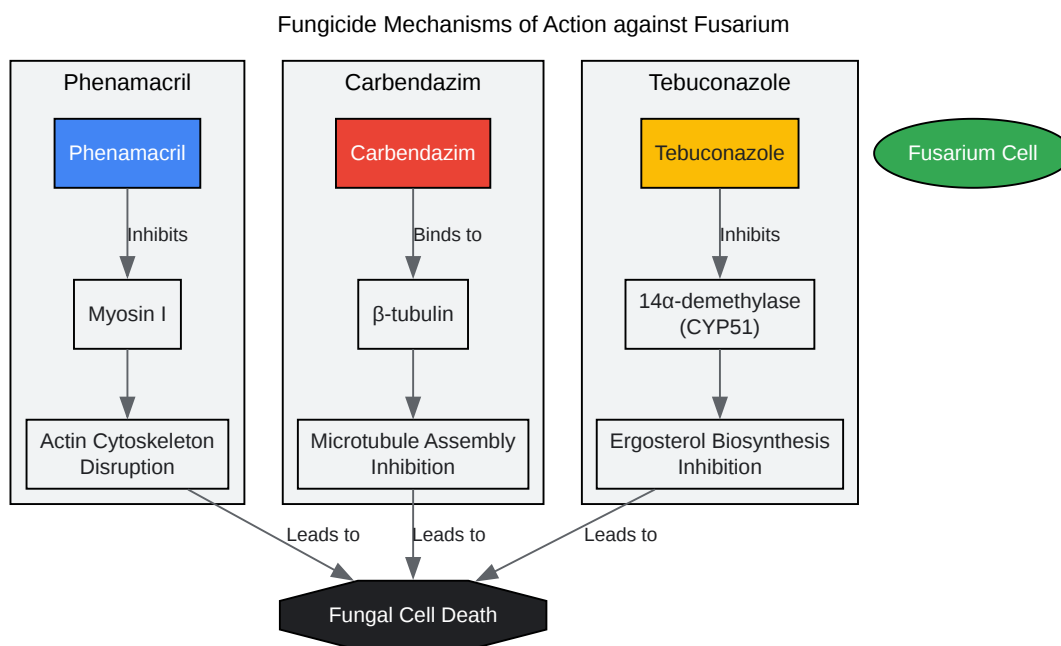 Fungicide Mechanisms of Action against Fusarium
Phenamacril
Phenamacril
Inhibits
Myosin I
Actin Cytoskeleton
Disruption
Carbendazim
Carbendazim
Binds to
β-tubulin
Microtubule Assembly
Inhibition
Tebuconazole
Tebuconazole
Inhibits
14α-demethylase
(CYP51)
Ergosterol Biosynthesis
Inhibition
Fusarium Cell
Leads to
Leads to
Leads to
Fungal Cell Death